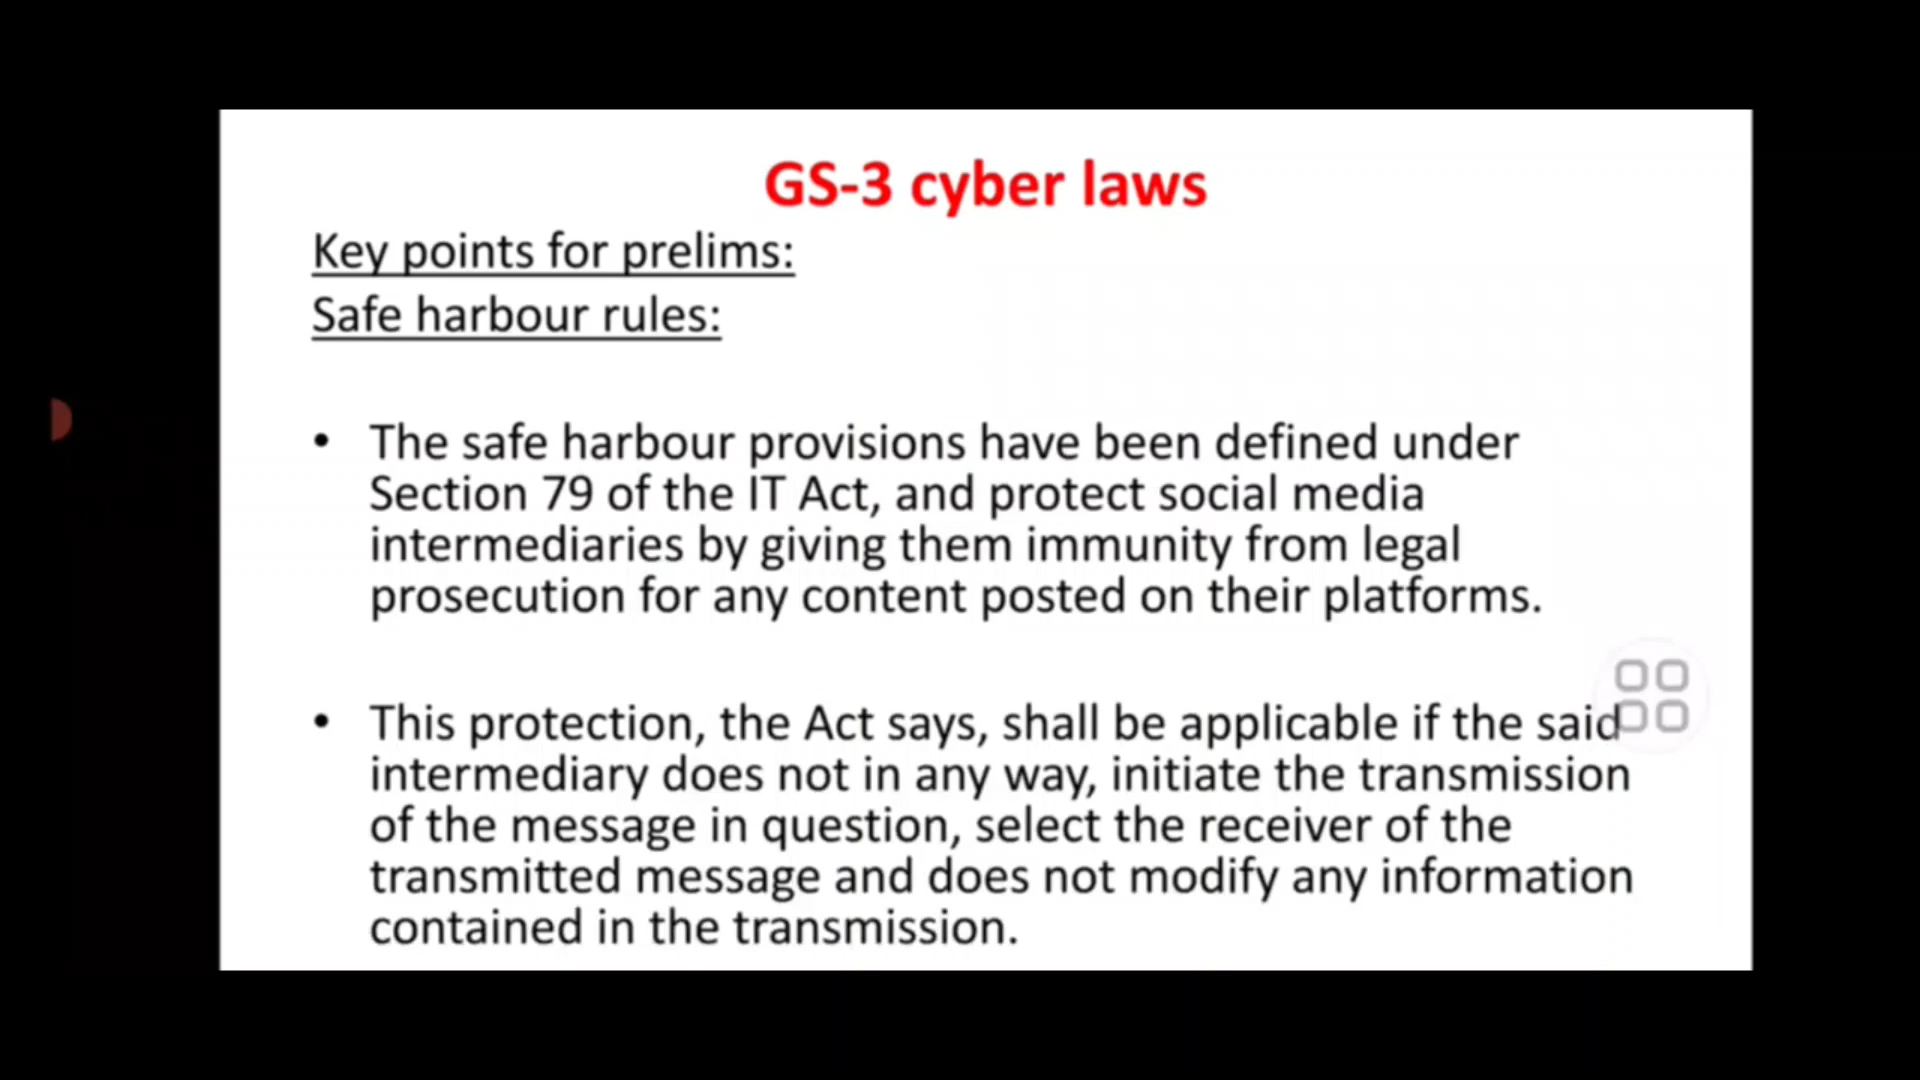 GS-3 cyber laws
Key points for prelims:
Safe harbour rules:
• The safe harbour provisions have been defined under
Section 79 of the IT Act, and protect social media
intermediaries by giving them immunity from legal
prosecution for any content posted on their platforms.
• This protection, the Act says, shall be applicable if the said
intermediary does not in any way, initiate the transmission
of the message in question, select the receiver of the
transmitted message and does not modify any information
contained in the transmission.